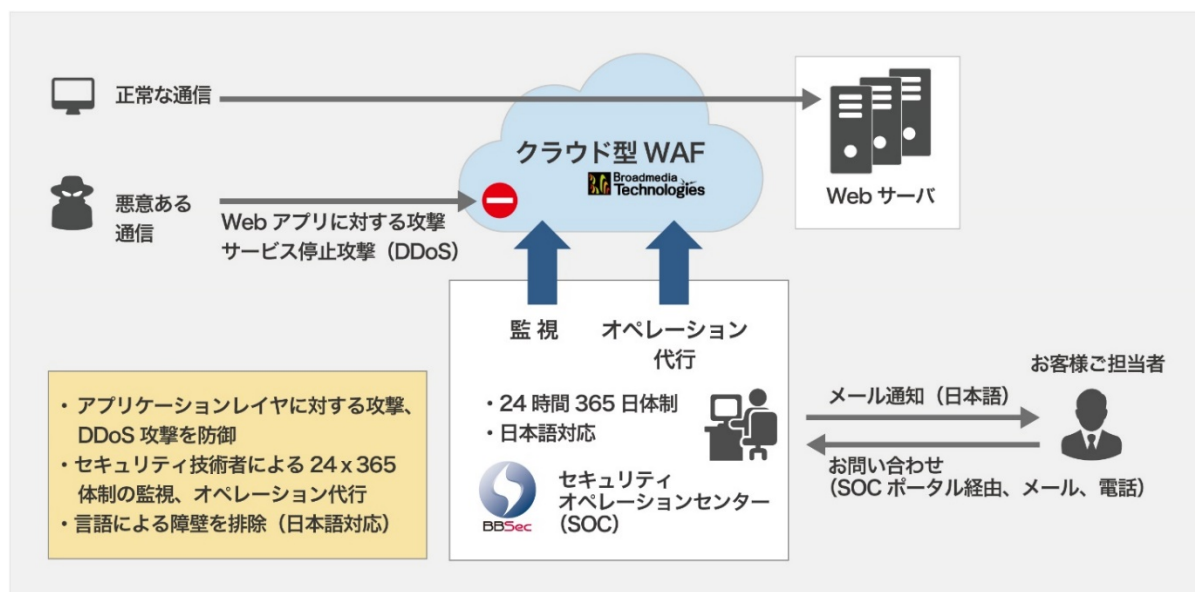 正常な通信
クラウド型 WAF
Broadmedia
Technologies
Web サーバ
悪意ある
通信
Web アプリに対する攻撃
サービス停止攻撃（DDoS）
監 視
オペレーション
代行
・24 時間 365 日体制
・日本語対応
BBSec
セキュリティ
オペレーションセンター
(SOC)
お客様ご担当者
メール通知（日本語）
お問い合わせ
（SOC ポータル経由、メール、電話）
・ アプリケーションレイヤに対する攻撃、
DDoS 攻撃を防御
・セキュリティ技術者による 24 x 365
体制の監視、オペレーション代行
・言語による障壁を排除（日本語対応）